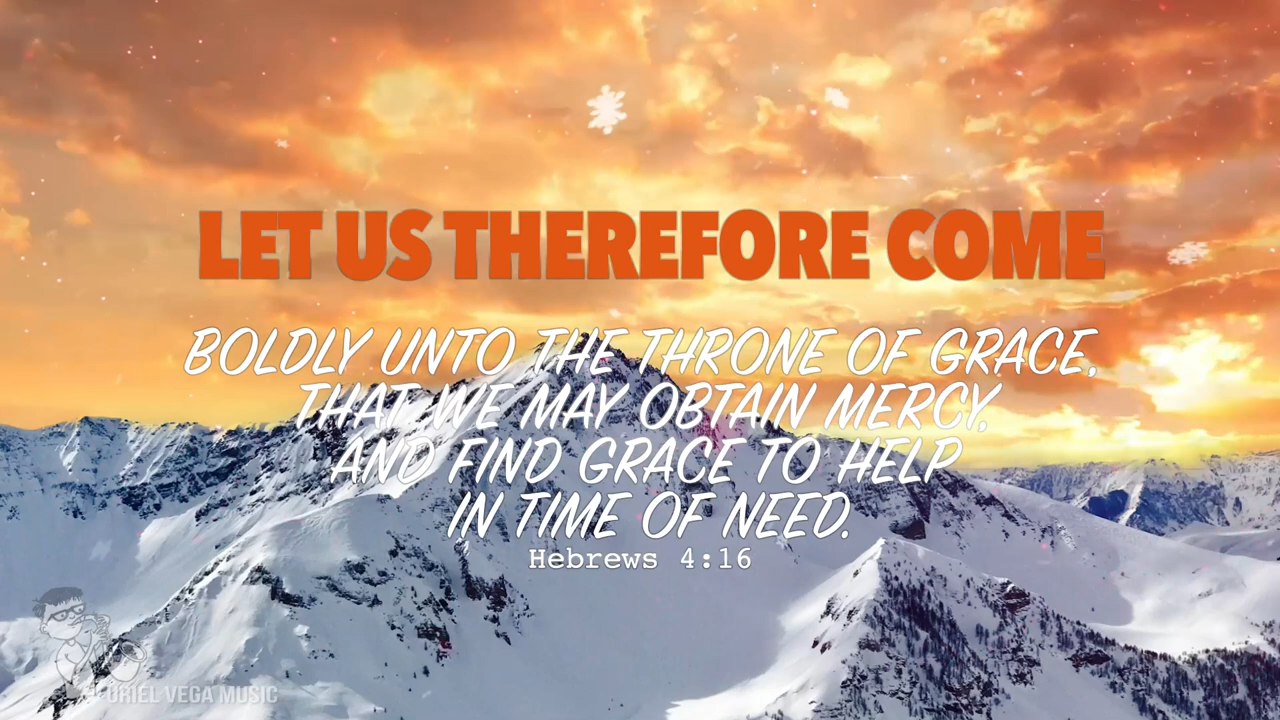 LET US THEREFORE COME
BOLDLY UNTO THE THRONE OF GRACE,
THAT WE MAY OBTAIN MERCY,
AND FIND GRACE TO HELP
IN TIME OF NEED.
Hebrews 4:16
URIEL VEGA MUSIC